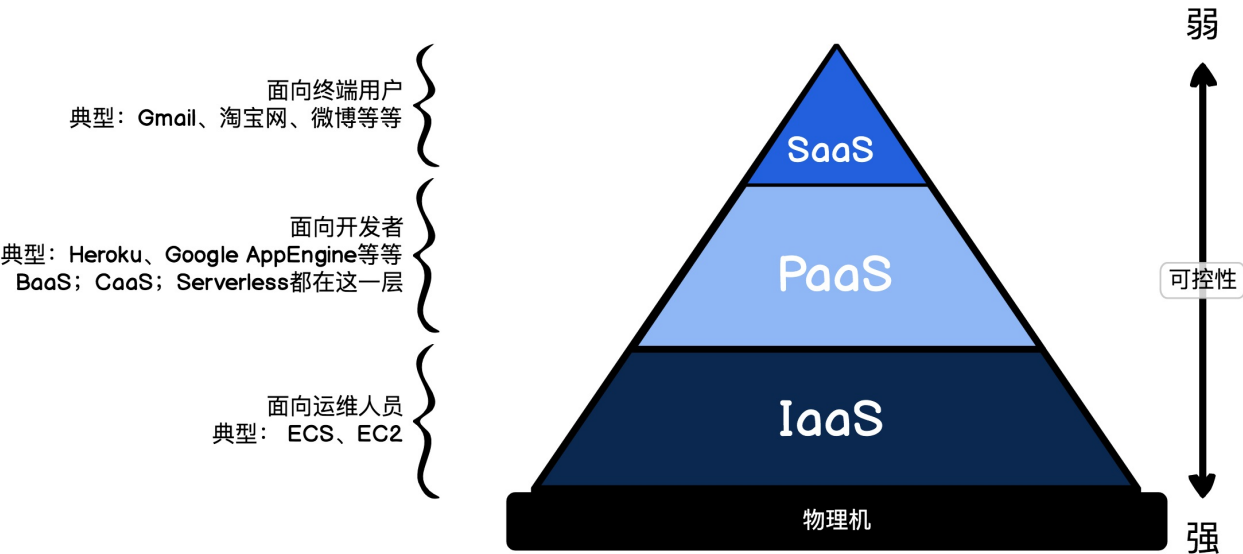 弱
面向终端用户
典型：Gmail、淘宝网、微博等等
SaaS
面向开发者
典型：Heroku、Google AppEngine等等
BaaS；CaaS；Serverless都在这一层
PaaS
可控性
面向运维人员
典型： ECS、EC2
IaaS
物理机
强